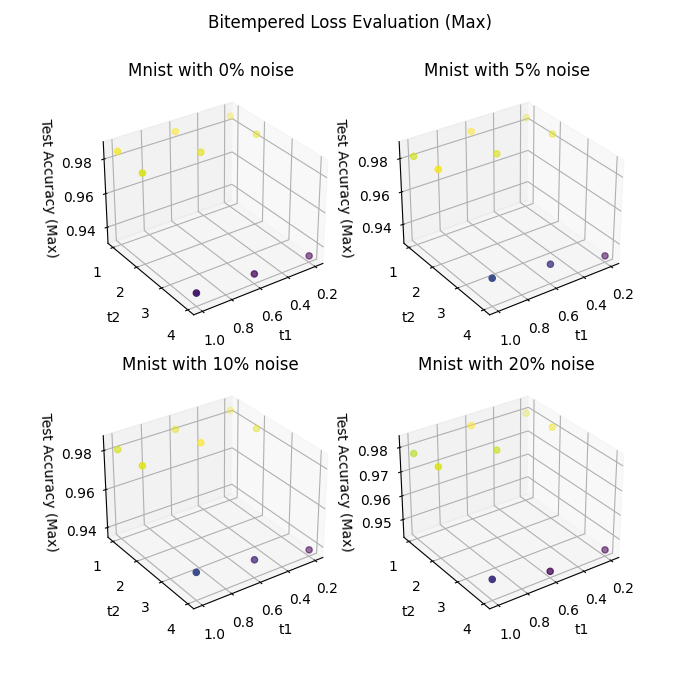 Bitempered Loss Evaluation (Max)
Mnist with 0% noise
Test Accuracy (Max)
0.98
0.96
0.94
1
2
3
4
t2
1.0
0.8
0.6
0.4
0.2
t1
Mnist with 5% noise
Test Accuracy (Max)
0.98
0.96
0.94
1
2
3
4
t2
1.0
0.8
0.6
0.4
0.2
t1
Mnist with 10% noise
Test Accuracy (Max)
0.98
0.96
0.94
1
2
3
4
t2
1.0
0.8
0.6
0.4
0.2
t1
Mnist with 20% noise
Test Accuracy (Max)
0.98
0.97
0.96
0.95
1
2
3
4
t2
1.0
0.8
0.6
0.4
0.2
t1